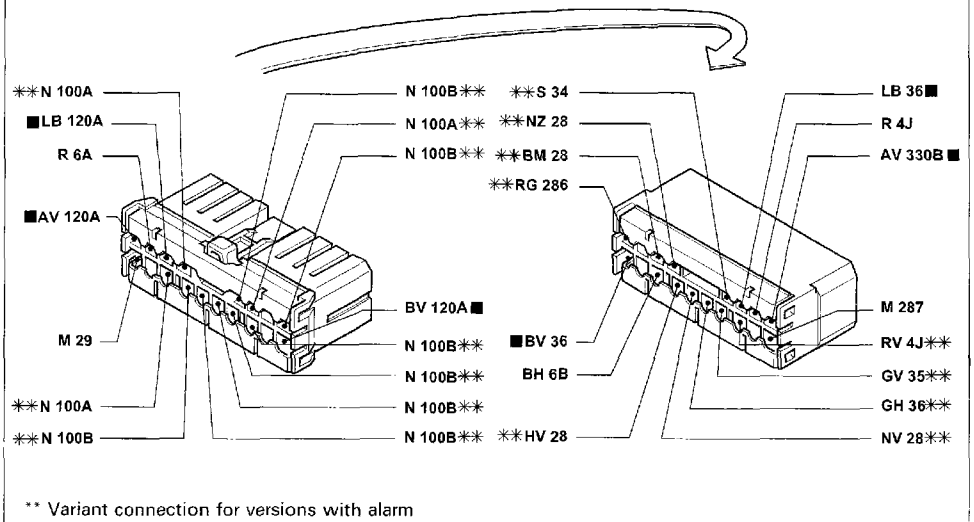 ✳✳N 100A
■LB 120A
R 6A
■AV 120A
M 29
✳✳N 100A
✳✳N 100B
N 100B✳✳
N 100A✳✳
N 100B✳✳
BV 120A■
N 100B✳✳
N 100B✳✳
N 100B✳✳
N 100B✳✳
✳✳S 34
✳✳NZ 28
✳✳BM 28
✳✳RG 286
■BV 36
BH 6B
✳✳HV 28
LB 36■
R 4J
AV 330B■
M 287
RV 4J✳✳
GV 35✳✳
GH 36✳✳
NV 28✳✳
** Variant connection for versions with alarm